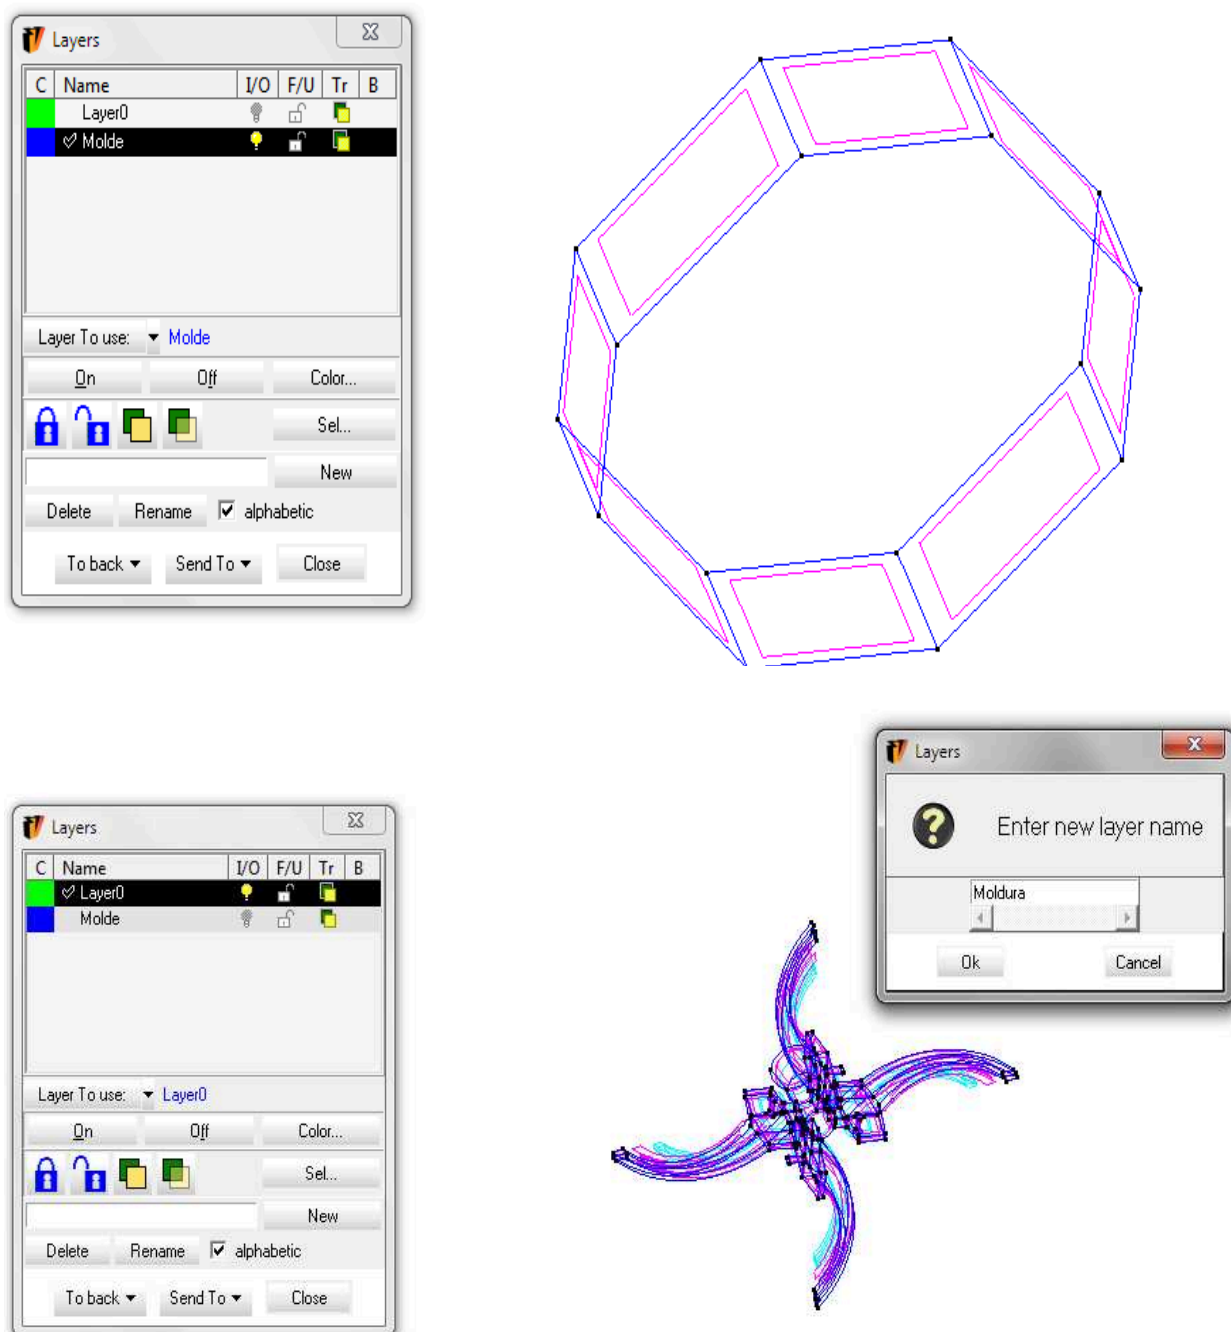 Layers
C Name I/O F/U Tr B
Layer0
Molde
Layer To use: Molde
On Off Color...
Sel...
New
Delete Rename alphabetic
To back Send To Close
Layers
Enter new layer name
Moldura
Ok Cancel
Layers
C Name I/O F/U Tr B
Layer0
Molde
Layer To use: Layer0
On Off Color...
Sel...
New
Delete Rename alphabetic
To back Send To Close